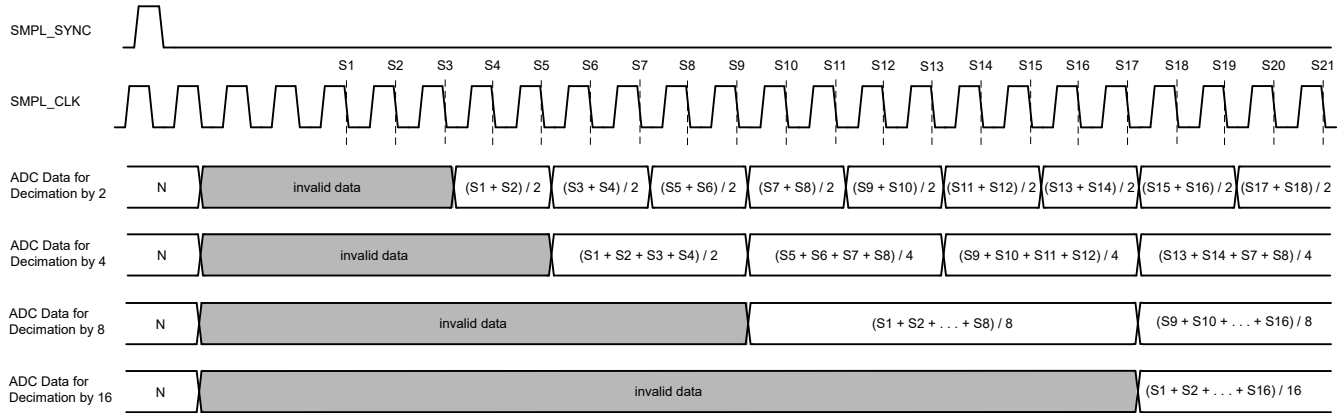 SMPL_SYNC
S1 S2 S3 S4 S5 S6 S7 S8 S9 S10 S11 S12 S13 S14 S15 S16 S17 S18 S19 S20 S21
SMPL_CLK
ADC Data for
Decimation by 2
N invalid data (S1 + S2) / 2 (S3 + S4) / 2 (S5 + S6) / 2 (S7 + S8) / 2 (S9 + S10) / 2 (S11 + S12) / 2 (S13 + S14) / 2 (S15 + S16) / 2 (S17 + S18) / 2
ADC Data for
Decimation by 4
N invalid data (S1 + S2 + S3 + S4) / 2 (S5 + S6 + S7 + S8) / 4 (S9 + S10 + S11 + S12) / 4 (S13 + S14 + S7 + S8) / 4
ADC Data for
Decimation by 8
N invalid data (S1 + S2 + . . . + S8) / 8 (S9 + S10 + . . . + S16) / 8
ADC Data for
Decimation by 16
N invalid data (S1 + S2 + . . . + S16) / 16